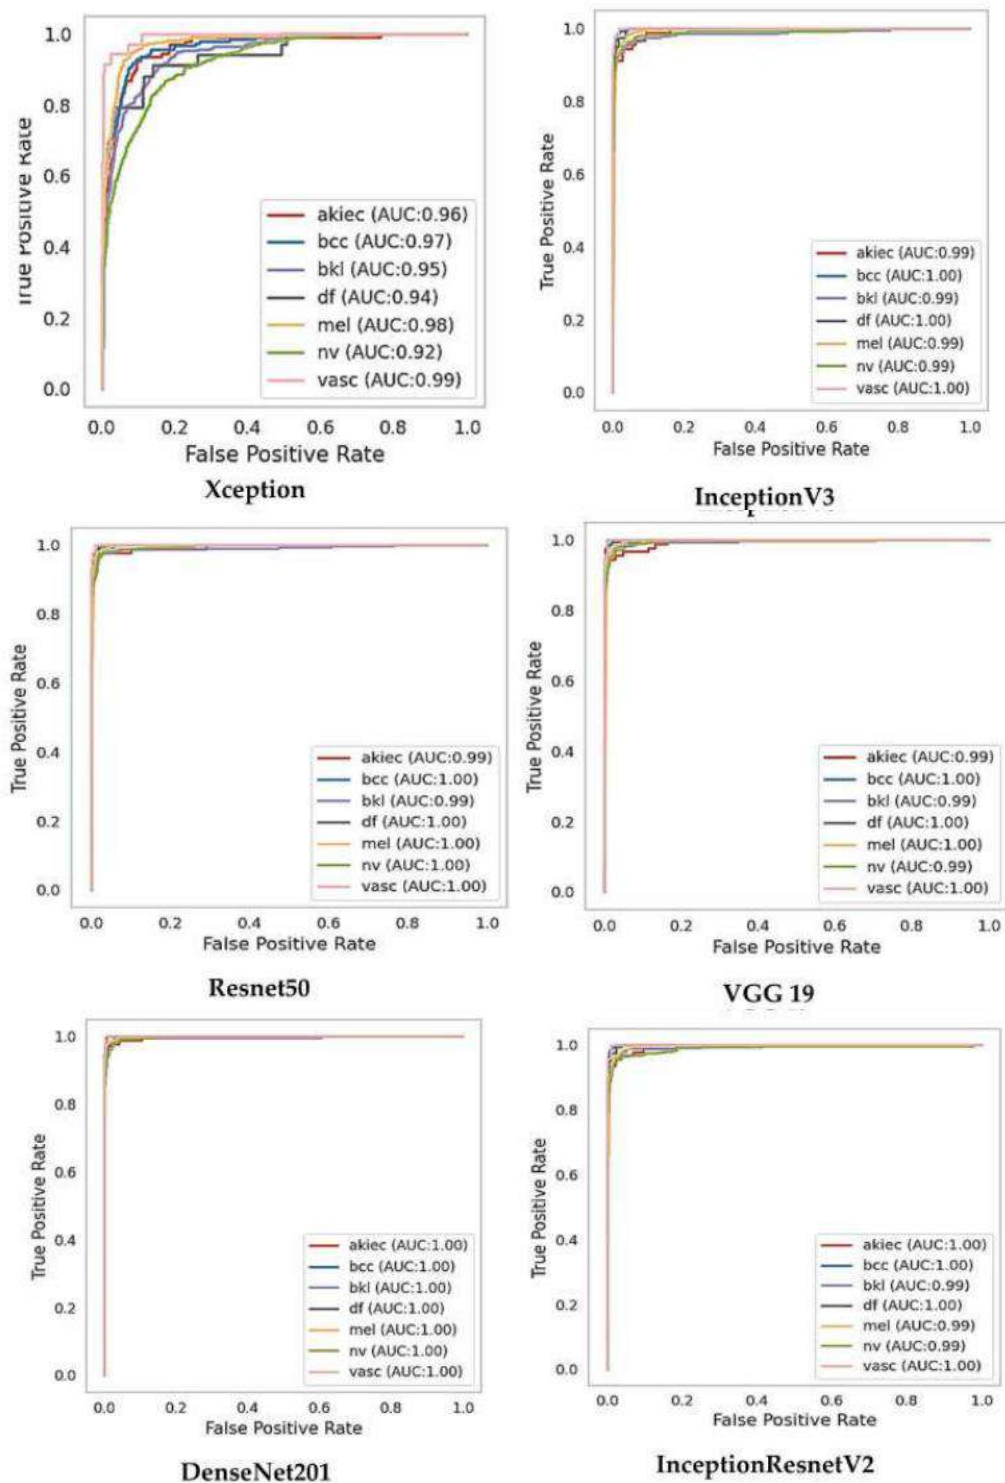 1.0
0.8
0.6
0.4
0.2
0.0
True Positive Rate
akiec (AUC:0.96)
bcc (AUC:0.97)
bkl (AUC:0.95)
df (AUC:0.94)
mel (AUC:0.98)
nv (AUC:0.92)
vasc (AUC:0.99)
0.0 0.2 0.4 0.6 0.8 1.0
False Positive Rate
Xception
1.0
0.8
0.6
0.4
0.2
0.0
True Positive Rate
akiec (AUC:0.99)
bcc (AUC:1.00)
bkl (AUC:0.99)
df (AUC:1.00)
mel (AUC:0.99)
nv (AUC:0.99)
vasc (AUC:1.00)
0.0 0.2 0.4 0.6 0.8 1.0
False Positive Rate
InceptionV3
1.0
0.8
0.6
0.4
0.2
0.0
True Positive Rate
akiec (AUC:0.99)
bcc (AUC:1.00)
bkl (AUC:0.99)
df (AUC:1.00)
mel (AUC:1.00)
nv (AUC:1.00)
vasc (AUC:1.00)
0.0 0.2 0.4 0.6 0.8 1.0
False Positive Rate
Resnet50
1.0
0.8
0.6
0.4
0.2
0.0
True Positive Rate
akiec (AUC:0.99)
bcc (AUC:1.00)
bkl (AUC:0.99)
df (AUC:1.00)
mel (AUC:1.00)
nv (AUC:0.99)
vasc (AUC:1.00)
0.0 0.2 0.4 0.6 0.8 1.0
False Positive Rate
VGG 19
1.0
0.8
0.6
0.4
0.2
0.0
True Positive Rate
akiec (AUC:1.00)
bcc (AUC:1.00)
bkl (AUC:1.00)
df (AUC:1.00)
mel (AUC:1.00)
nv (AUC:1.00)
vasc (AUC:1.00)
0.0 0.2 0.4 0.6 0.8 1.0
False Positive Rate
DenseNet201
1.0
0.8
0.6
0.4
0.2
0.0
True Positive Rate
akiec (AUC:1.00)
bcc (AUC:1.00)
bkl (AUC:0.99)
df (AUC:1.00)
mel (AUC:0.99)
nv (AUC:0.99)
vasc (AUC:1.00)
0.0 0.2 0.4 0.6 0.8 1.0
False Positive Rate
InceptionResnetV2